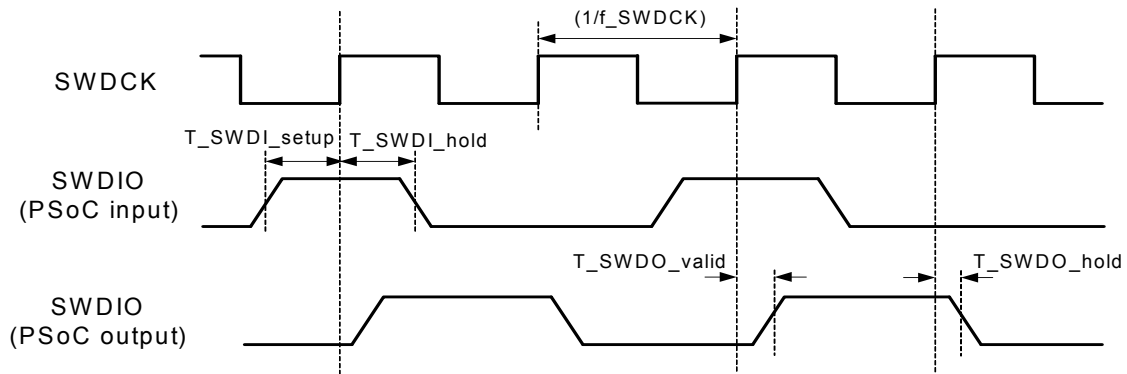 (1/f_SWDCK)
SWDCK
T_SWDI_setup T_SWDI_hold
SWDIO
(PSoC input)
T_SWDO_valid T_SWDO_hold
SWDIO
(PSoC output)